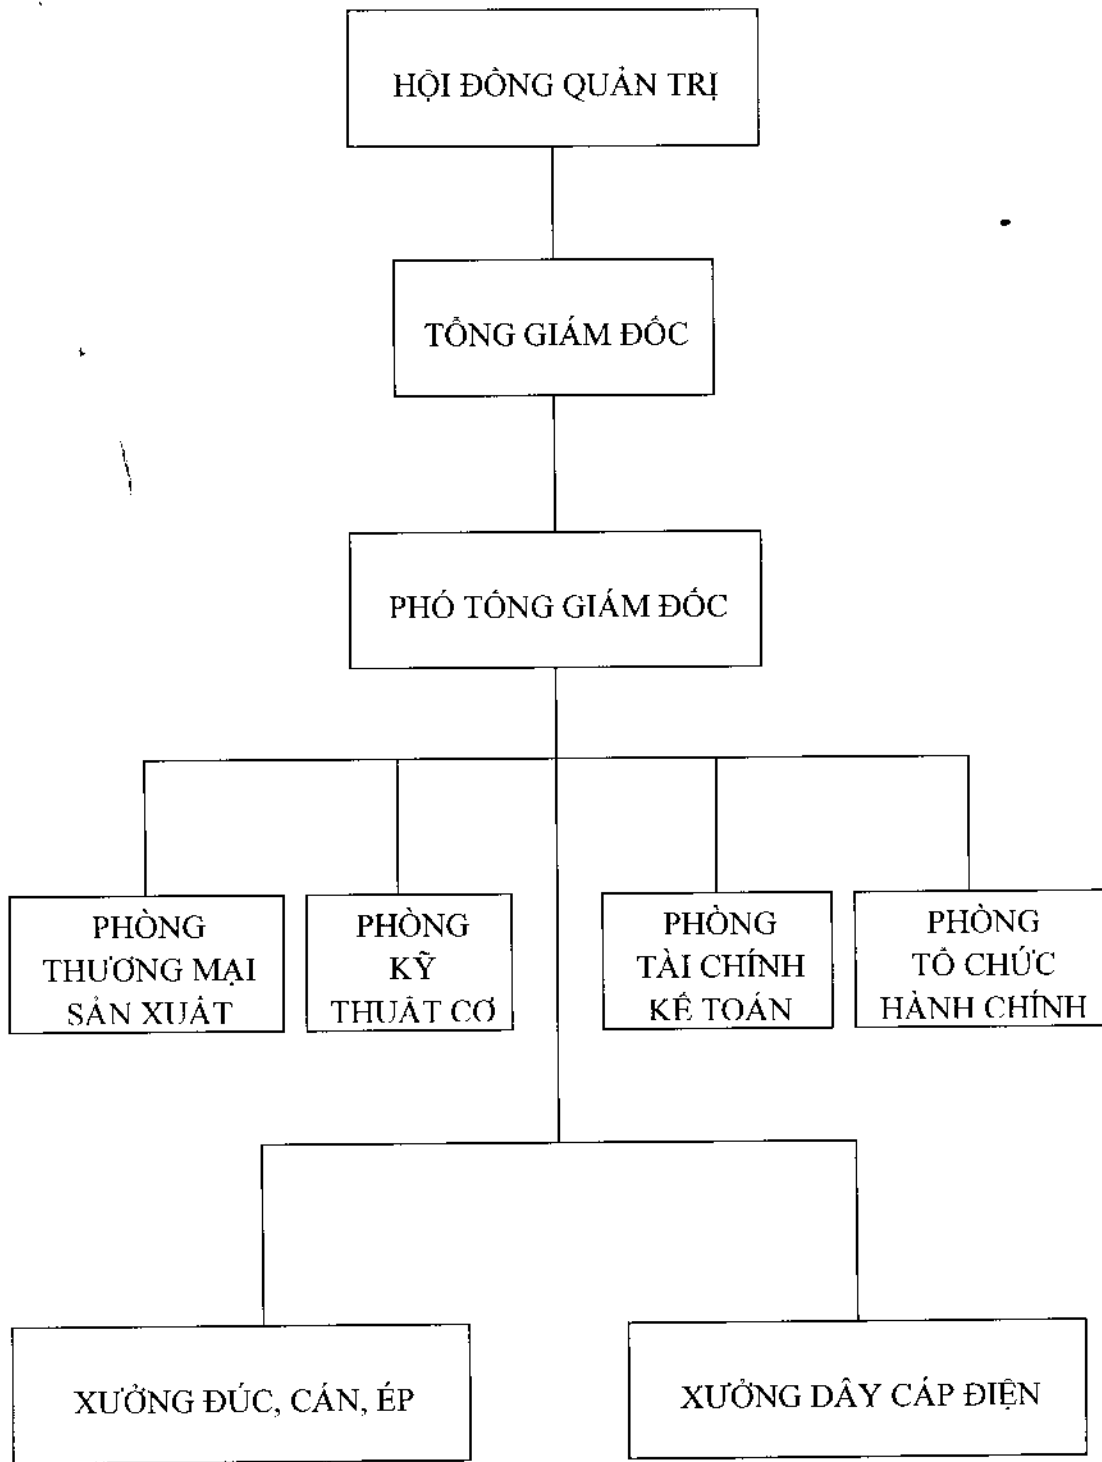 HỘI ĐỒNG QUẢN TRỊ
TỔNG GIÁM ĐỐC
PHÓ TỔNG GIÁM ĐỐC
PHÒNG
THƯƠNG MẠI
SẢN XUẤT
PHÒNG
KỸ
THUẬT CƠ
PHÒNG
TÀI CHÍNH
KẾ TOÁN
PHÒNG
TỔ CHỨC
HÀNH CHÍNH
XƯỞNG ĐÚC, CÁN, ÉP
XƯỞNG DÂY CÁP ĐIỆN